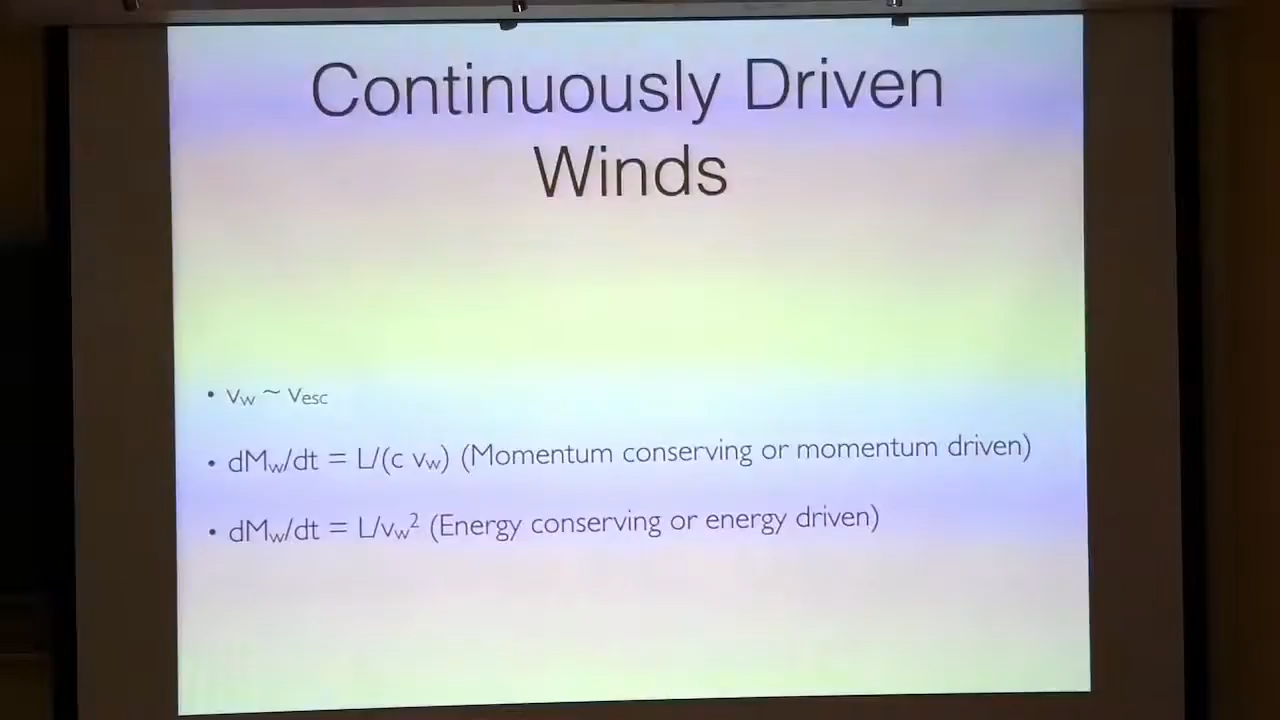 Continuously Driven
Winds
• vw ~ vesc
• dMw/dt = L/(c vw) (Momentum conserving or momentum driven)
• dMw/dt = L/vw² (Energy conserving or energy driven)